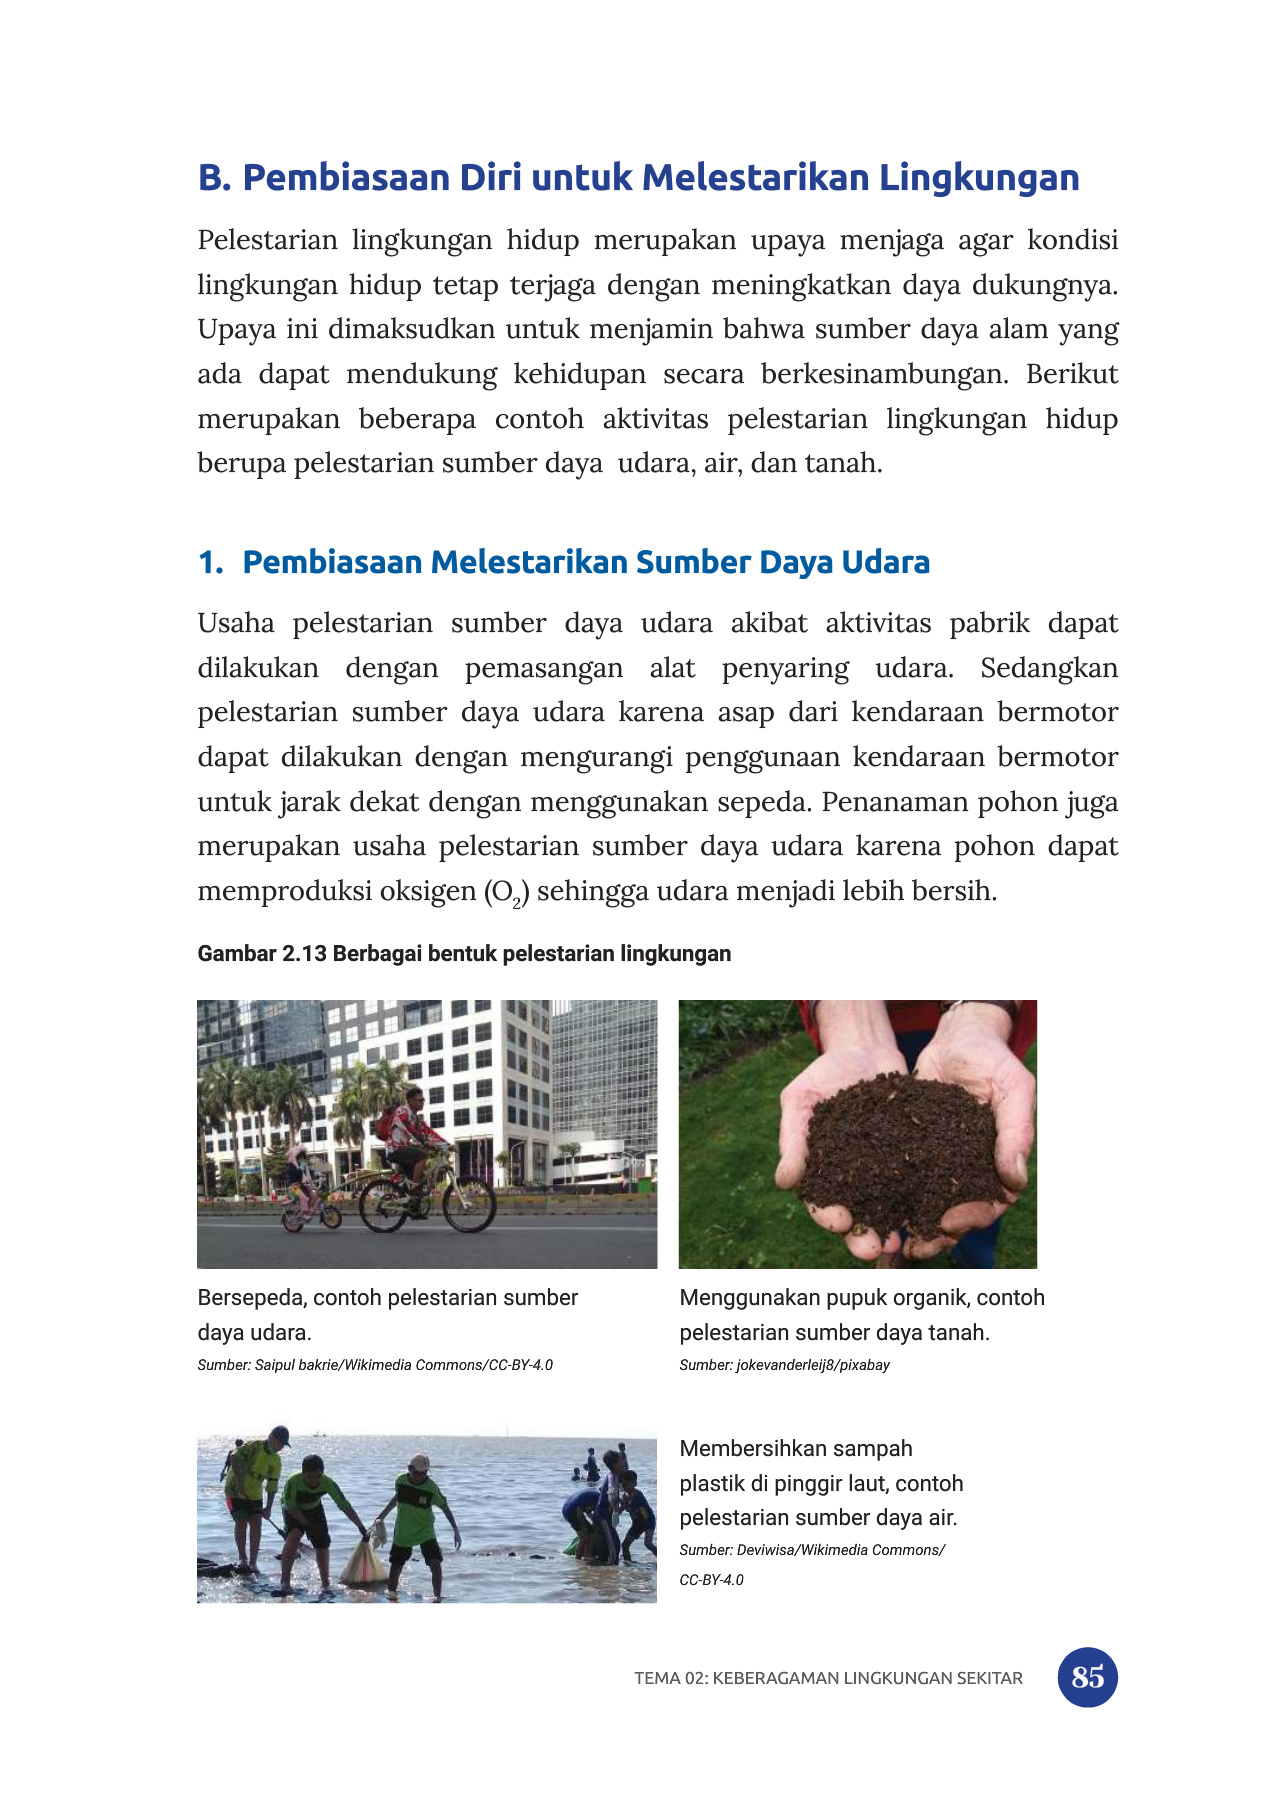 B. Pembiasaan Diri untuk Melestarikan Lingkungan
Pelestarian lingkungan hidup merupakan upaya menjaga agar kondisi
lingkungan hidup tetap terjaga dengan meningkatkan daya dukungnya.
Upaya ini dimaksudkan untuk menjamin bahwa sumber daya alam yang
ada dapat mendukung kehidupan secara berkesinambungan. Berikut
merupakan beberapa contoh aktivitas pelestarian lingkungan hidup
berupa pelestarian sumber daya udara, air, dan tanah.
1. Pembiasaan Melestarikan Sumber Daya Udara
Usaha pelestarian sumber daya udara akibat aktivitas pabrik dapat
dilakukan dengan pemasangan alat penyaring udara. Sedangkan
pelestarian sumber daya udara karena asap dari kendaraan bermotor
dapat dilakukan dengan mengurangi penggunaan kendaraan bermotor
untuk jarak dekat dengan menggunakan sepeda. Penanaman pohon juga
merupakan usaha pelestarian sumber daya udara karena pohon dapat
memproduksi oksigen (O₂) sehingga udara menjadi lebih bersih.
Gambar 2.13 Berbagai bentuk pelestarian lingkungan
Bersepeda, contoh pelestarian sumber
daya udara.
Sumber: Saipul bakrie/Wikimedia Commons/CC-BY-4.0
Menggunakan pupuk organik, contoh
pelestarian sumber daya tanah.
Sumber: jokevanderleij8/pixabay
Membersihkan sampah
plastik di pinggir laut, contoh
pelestarian sumber daya air.
Sumber: Deviwisa/Wikimedia Commons/
CC-BY-4.0
TEMA 02: KEBERAGAMAN LINGKUNGAN SEKITAR
85